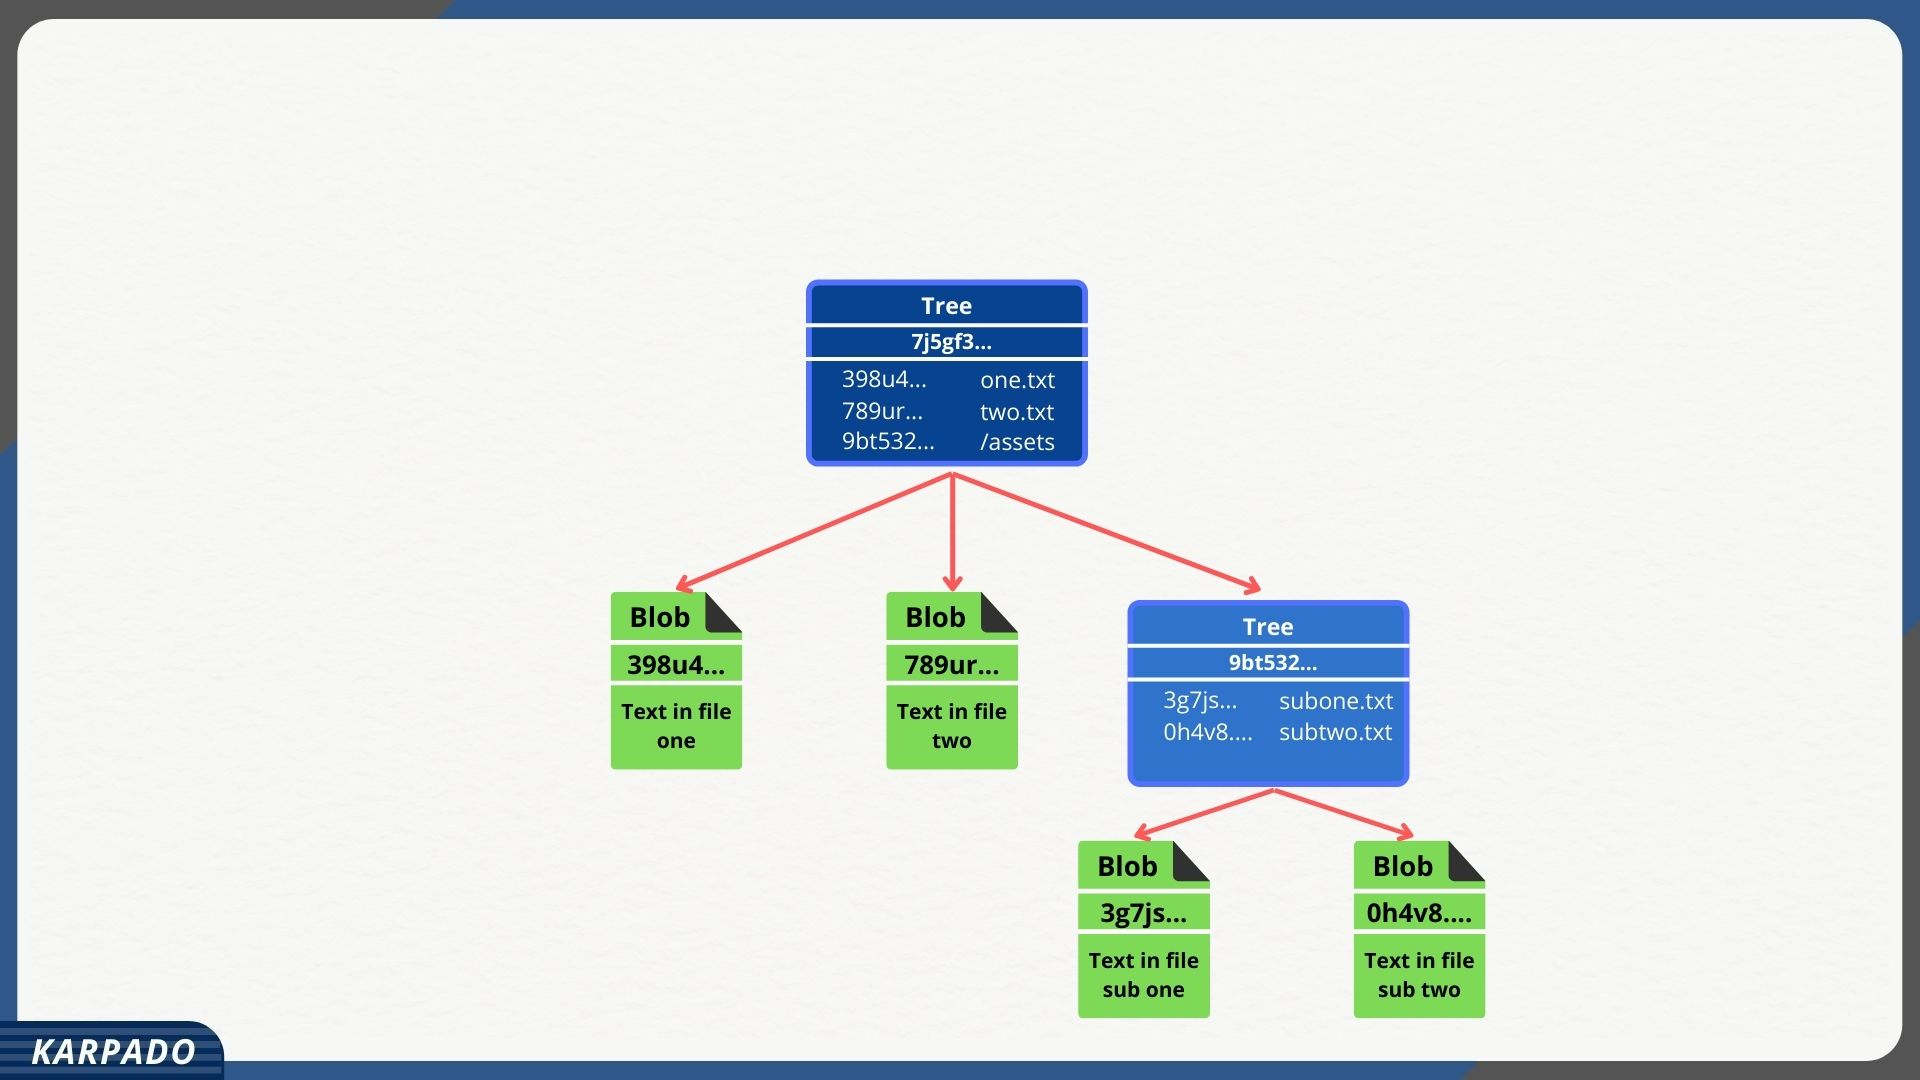 Tree
7j5gf3...
398u4... one.txt
789ur... two.txt
9bt532... /assets
Blob
398u4...
Text in file
one
Blob
789ur...
Text in file
two
Tree
9bt532...
3g7js... subone.txt
0h4v8.... subtwo.txt
Blob
3g7js...
Text in file
sub one
Blob
0h4v8....
Text in file
sub two
KARPADO